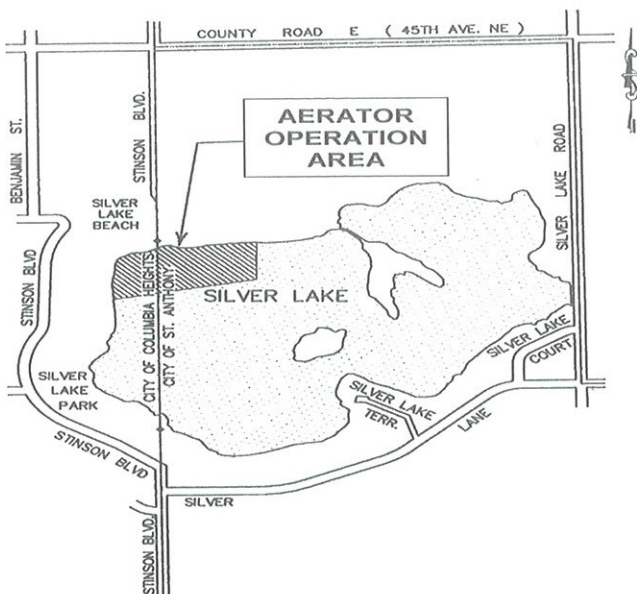 COUNTY ROAD E ( 45TH AVE. NE )
AERATOR
OPERATION
AREA
BENJAMIN ST.
STINSON BLVD.
SILVER LAKE ROAD
SILVER
LAKE
BEACH
STINSON BLVD
CITY OF COLUMBIA HEIGHTS
CITY OF ST. ANTHONY
SILVER LAKE
SILVER LAKE
COURT
SILVER
LAKE
PARK
SILVER LAKE
TERR.
LANE
STINSON BLVD
SILVER
STINSON BLVD.